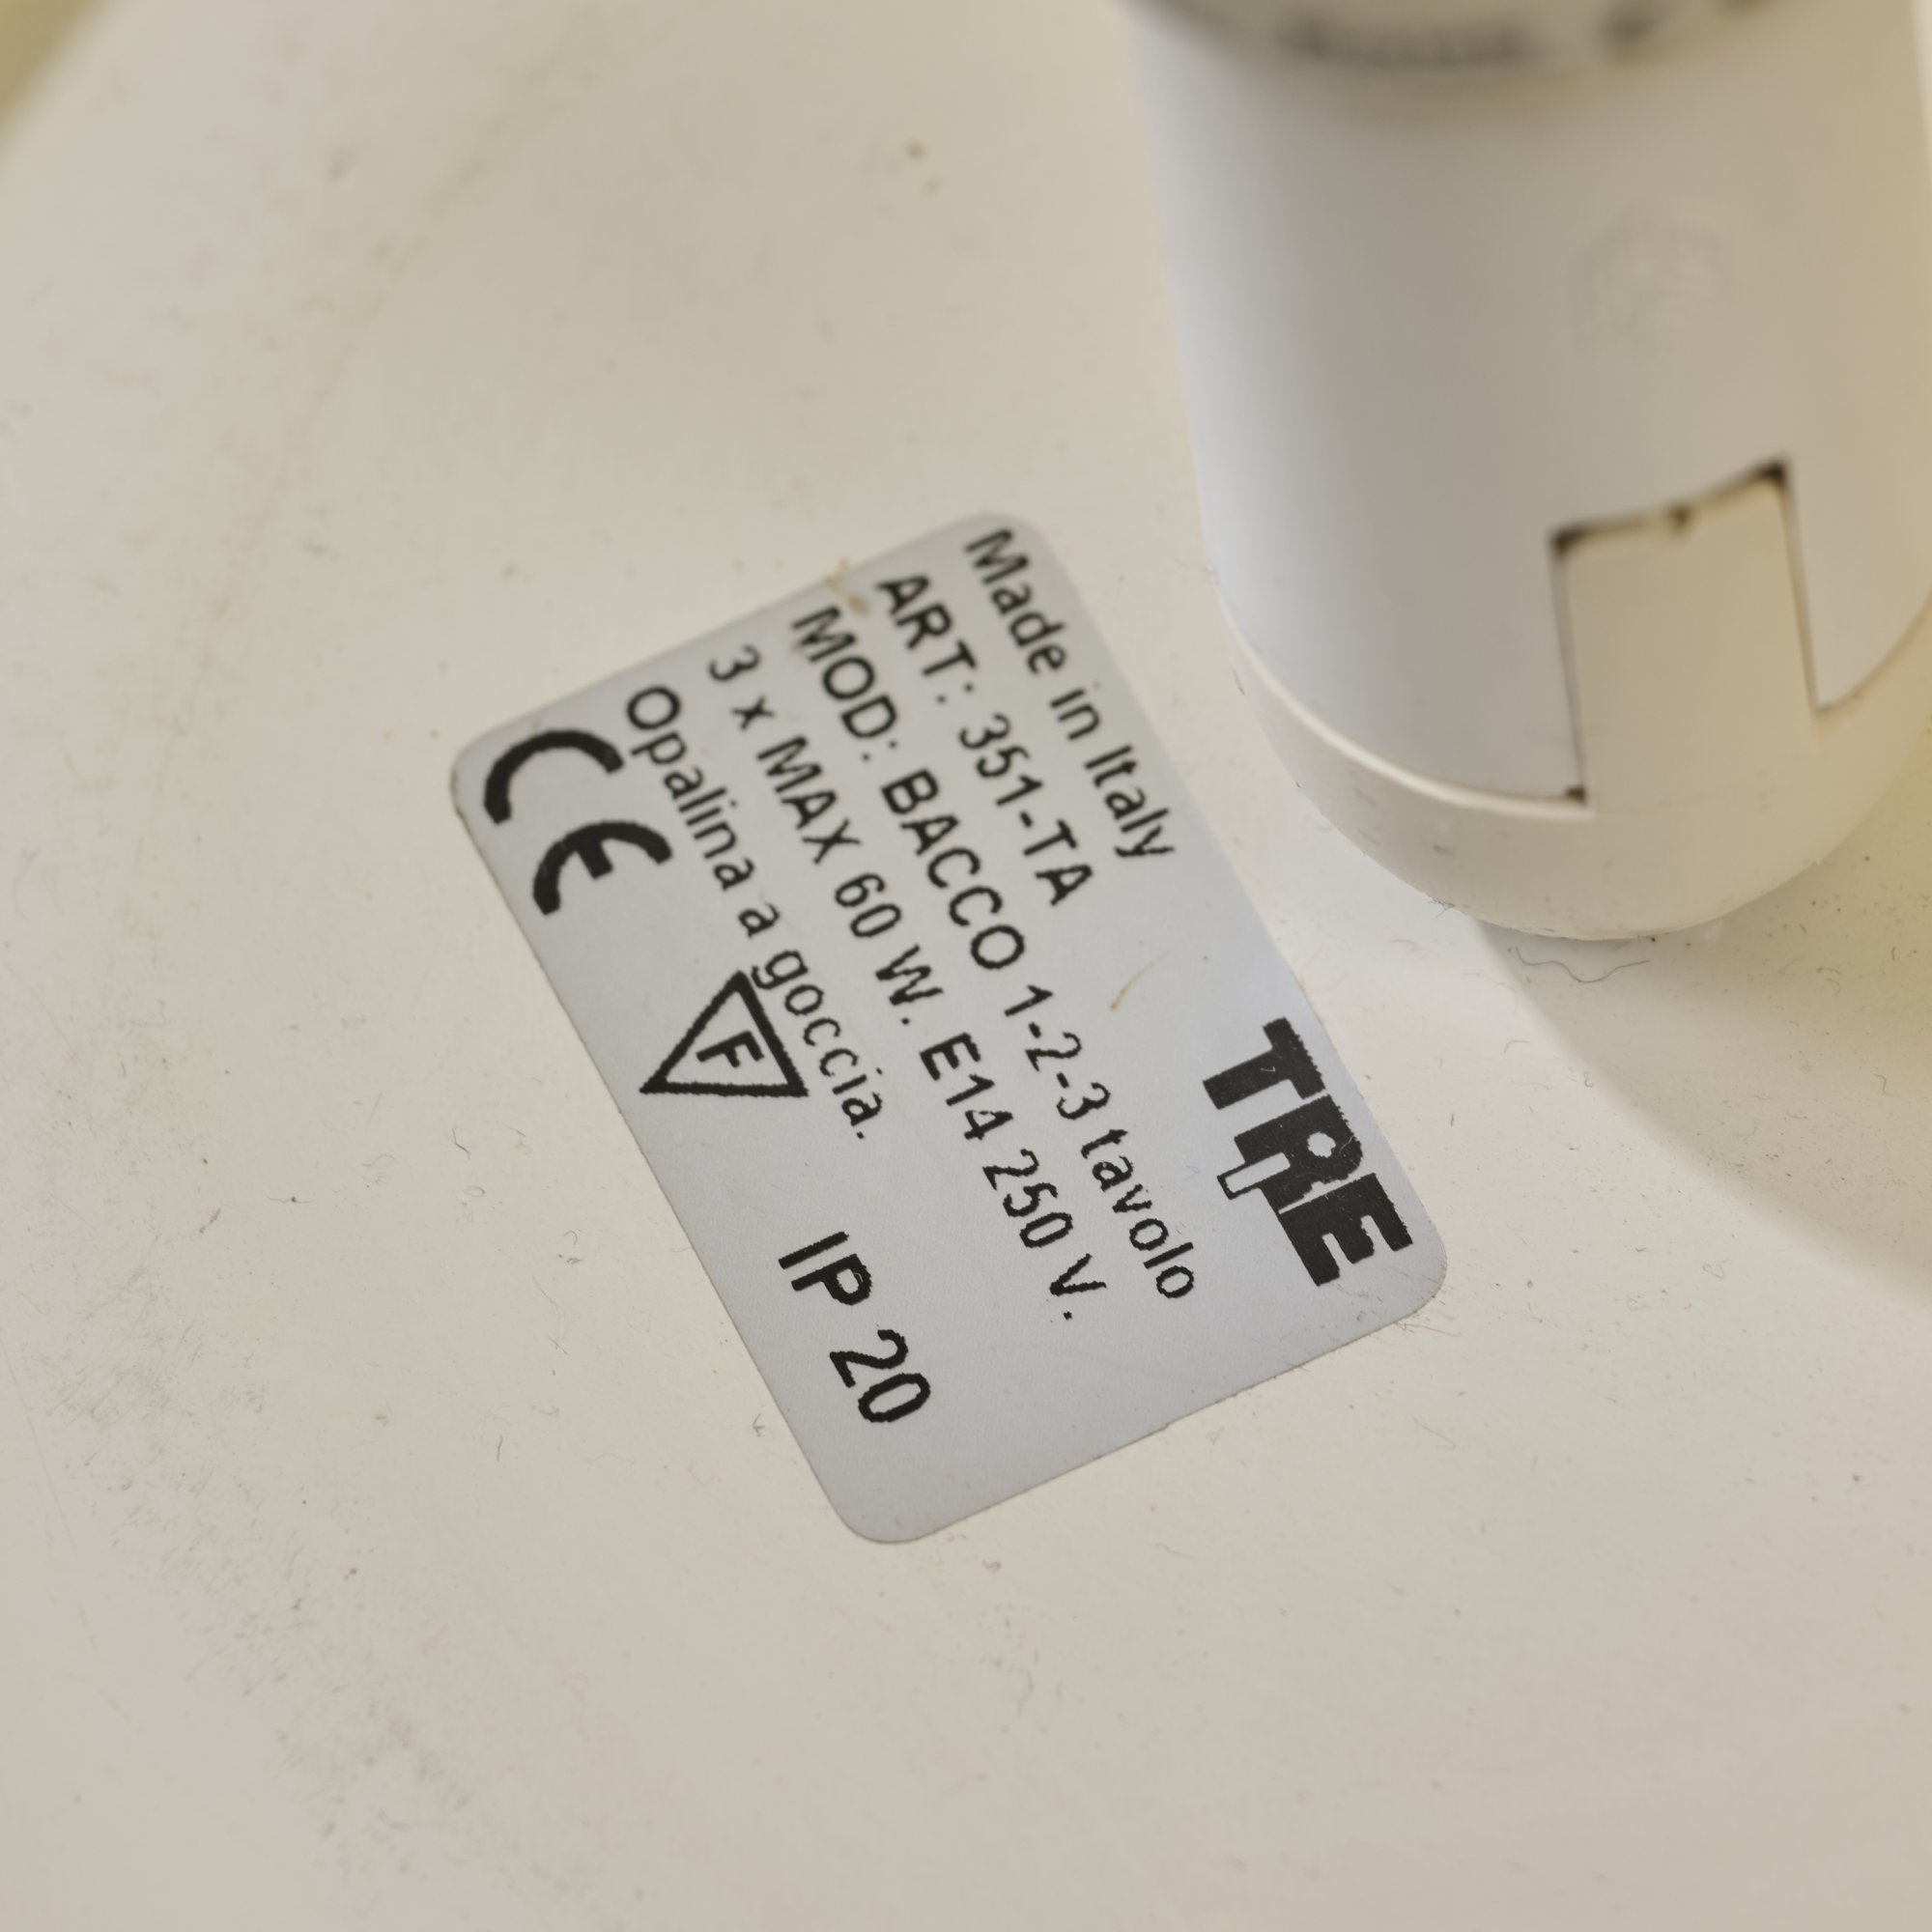 Made in Italy
TRE
ART: 351-TA
MOD: BACCO 1-2-3 tavolo
3 x MAX 60 W. E14 250 V.
Opalina a goccia.
CE
F
IP 20